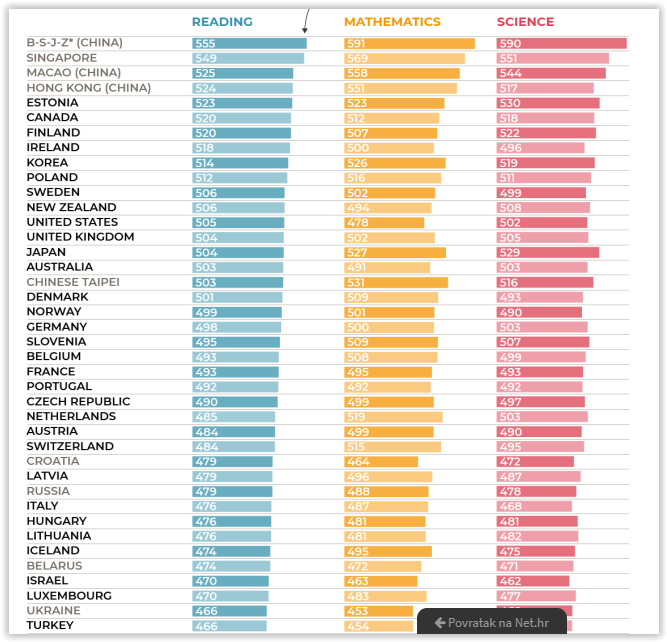 READING MATHEMATICS SCIENCE
B-S-J-Z* (CHINA) 555 591 590
SINGAPORE 549 569 551
MACAO (CHINA) 525 558 544
HONG KONG (CHINA) 524 551 517
ESTONIA 523 523 530
CANADA 520 512 518
FINLAND 520 507 522
IRELAND 518 500 496
KOREA 514 526 519
POLAND 512 516 511
SWEDEN 506 502 499
NEW ZEALAND 506 494 508
UNITED STATES 505 478 502
UNITED KINGDOM 504 502 505
JAPAN 504 527 529
AUSTRALIA 503 491 503
CHINESE TAIPEI 503 531 516
DENMARK 501 509 493
NORWAY 499 501 490
GERMANY 498 500 503
SLOVENIA 495 509 507
BELGIUM 493 508 499
FRANCE 493 495 493
PORTUGAL 492 492 492
CZECH REPUBLIC 490 499 497
NETHERLANDS 485 519 503
AUSTRIA 484 499 490
SWITZERLAND 484 515 495
CROATIA 479 464 472
LATVIA 479 496 487
RUSSIA 479 488 478
ITALY 476 487 468
HUNGARY 476 481 481
LITHUANIA 476 481 482
ICELAND 474 495 475
BELARUS 474 472 471
ISRAEL 470 463 462
LUXEMBOURG 470 483 477
UKRAINE 466 453
TURKEY 466 454
Povratak na Net.hr